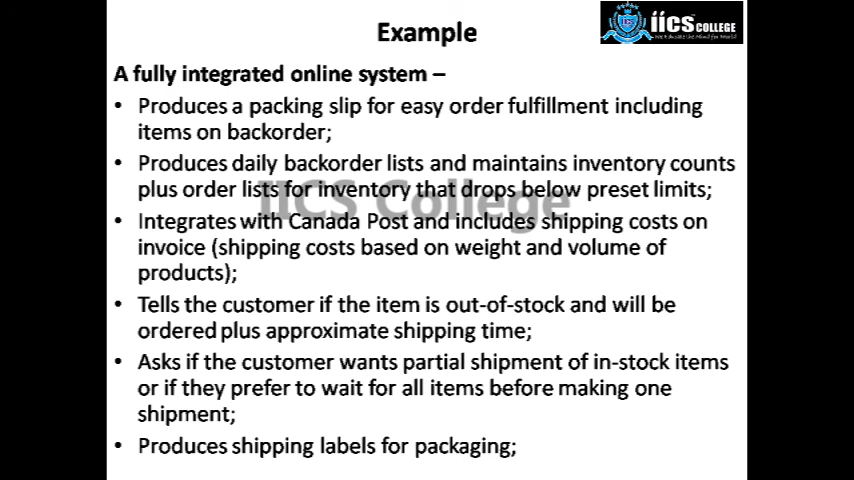 Example
iiCS COLLEGE
A fully integrated online system –
• Produces a packing slip for easy order fulfillment including
items on backorder;
• Produces daily backorder lists and maintains inventory counts
plus order lists for inventory that drops below preset limits;
iiCS College
• Integrates with Canada Post and includes shipping costs on
invoice (shipping costs based on weight and volume of
products);
• Tells the customer if the item is out-of-stock and will be
ordered plus approximate shipping time;
• Asks if the customer wants partial shipment of in-stock items
or if they prefer to wait for all items before making one
shipment;
• Produces shipping labels for packaging;